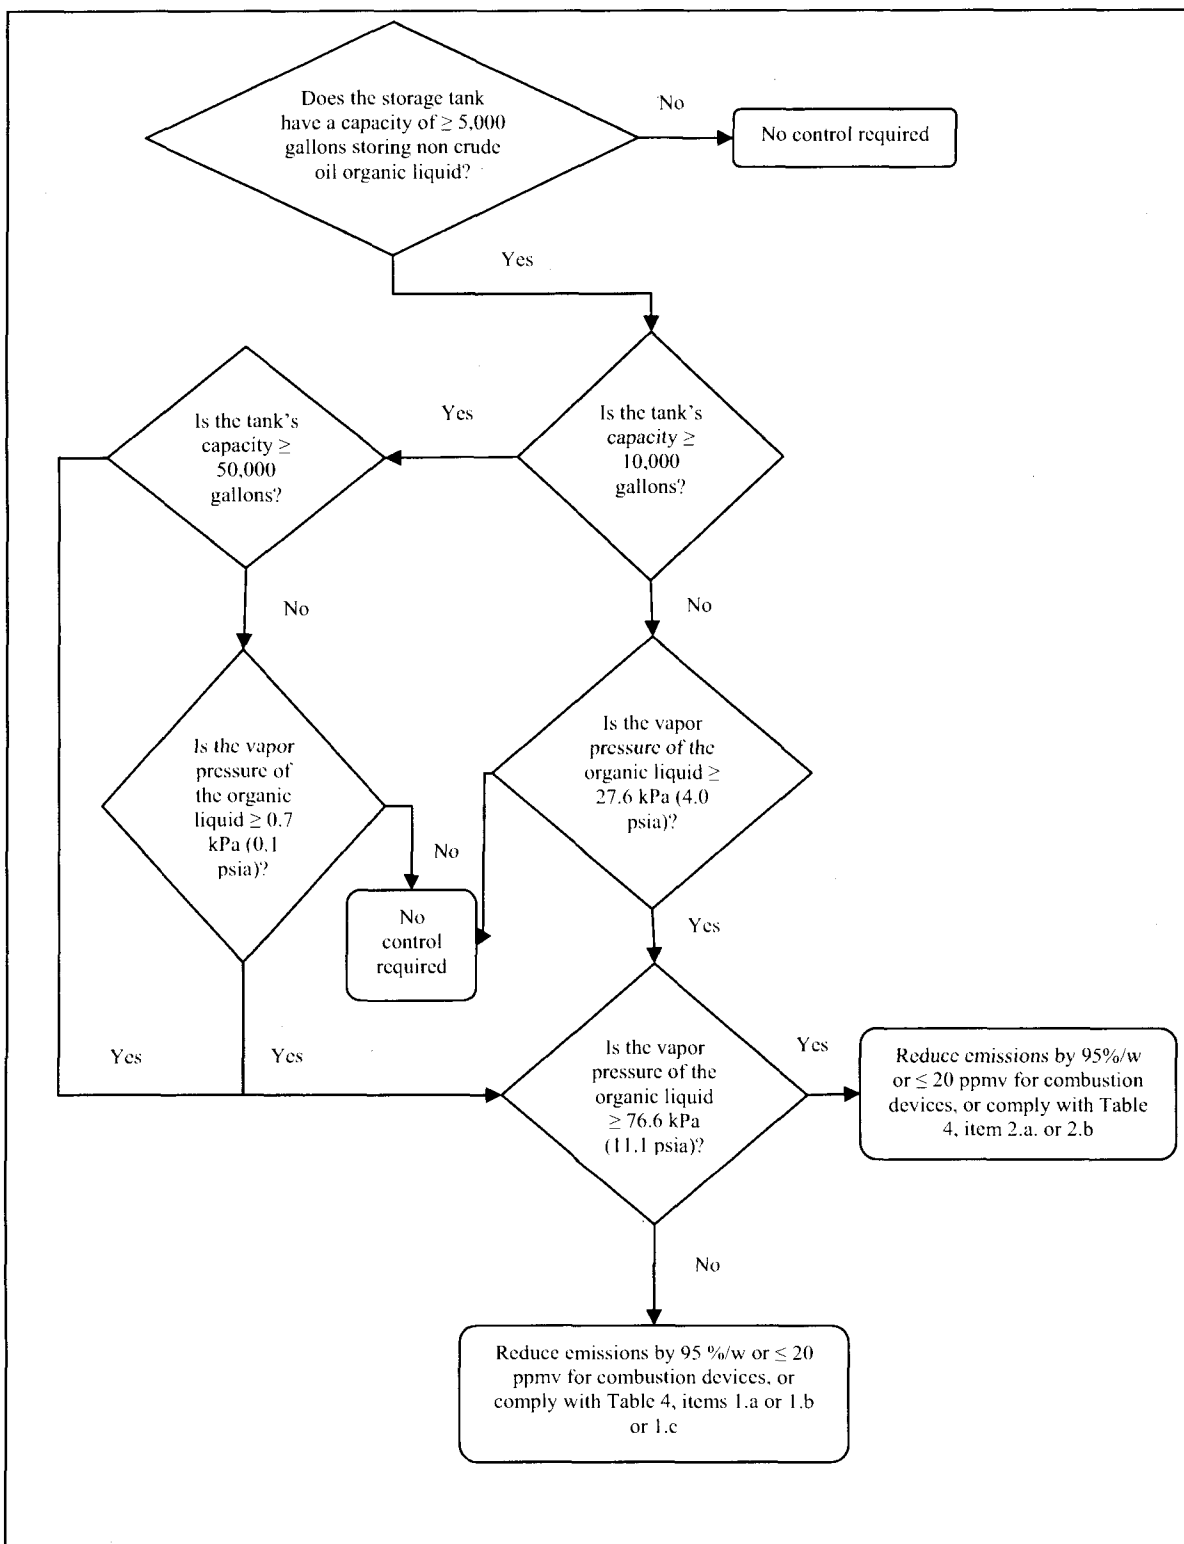 Does the storage tank
have a capacity of ≥ 5,000
gallons storing non crude
oil organic liquid?
No
No control required
Yes
Is the tank's
capacity ≥
50,000
gallons?
Yes
Is the tank's
capacity ≥
10,000
gallons?
No
No
Is the vapor
pressure of
the organic
liquid ≥ 0.7
kPa (0.1
psia)?
Is the vapor
pressure of the
organic liquid ≥
27.6 kPa (4.0
psia)?
No
No
control
required
Yes
Yes
Yes
Is the vapor
pressure of the
organic liquid
≥ 76.6 kPa
(11.1 psia)?
Yes
Reduce emissions by 95%/w
or ≤ 20 ppmv for combustion
devices, or comply with Table
4, item 2.a. or 2.b
No
Reduce emissions by 95 %/w or ≤ 20
ppmv for combustion devices, or
comply with Table 4, items 1.a or 1.b
or 1.c